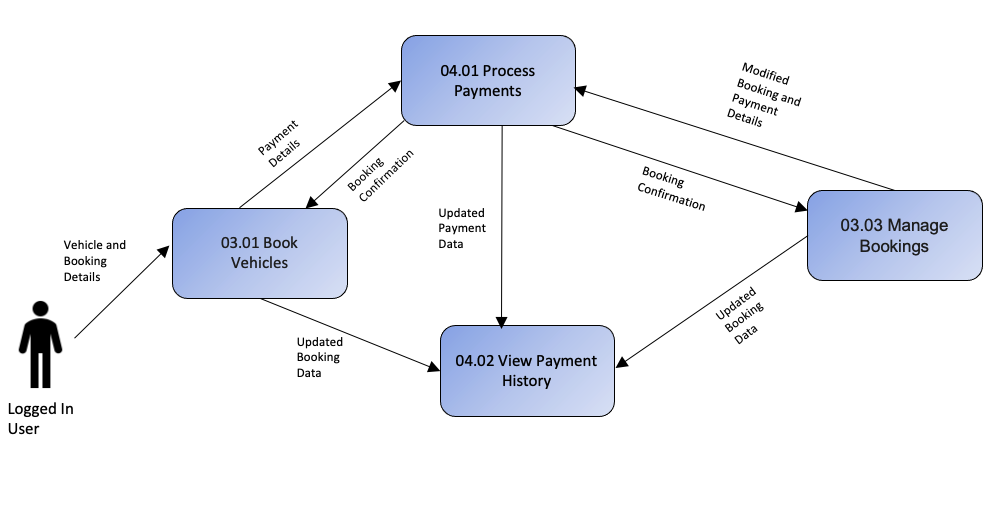 04.01 Process
Payments
Modified
Booking and
Payment
Details
Payment
Details
Booking
Confirmation
Booking
Confirmation
Updated
Payment
Data
03.01 Book
Vehicles
03.03 Manage
Bookings
Vehicle and
Booking
Details
Updated
Booking
Data
Updated
Booking
Data
04.02 View Payment
History
Logged In
User